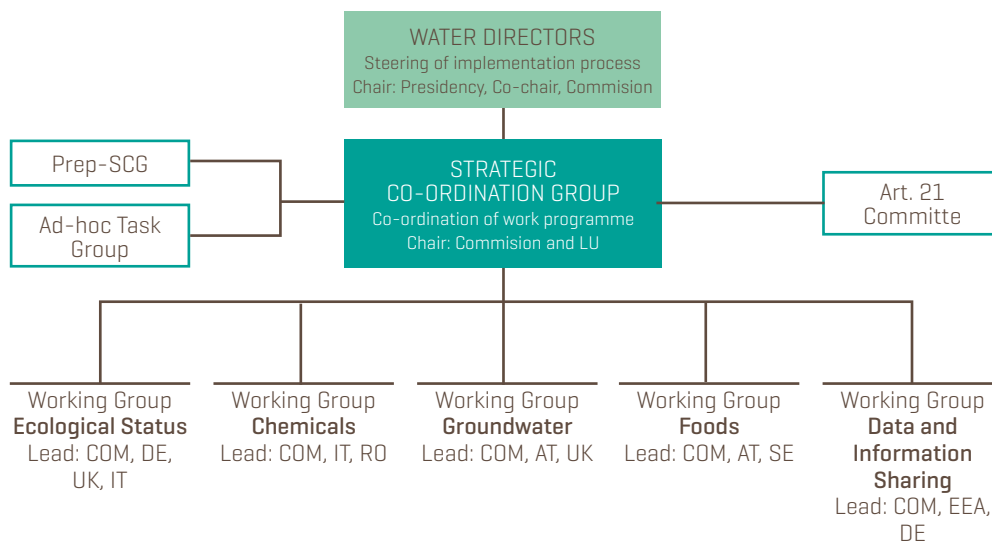 WATER DIRECTORS
Steering of implementation process
Chair: Presidency, Co-chair, Commision
Prep-SCG
Ad-hoc Task
Group
STRATEGIC
CO-ORDINATION GROUP
Co-ordination of work programme
Chair: Commision and LU
Art. 21
Committe
Working Group
Ecological Status
Lead: COM, DE,
UK, IT
Working Group
Chemicals
Lead: COM, IT, RO
Working Group
Groundwater
Lead: COM, AT, UK
Working Group
Foods
Lead: COM, AT, SE
Working Group
Data and
Information
Sharing
Lead: COM, EEA,
DE